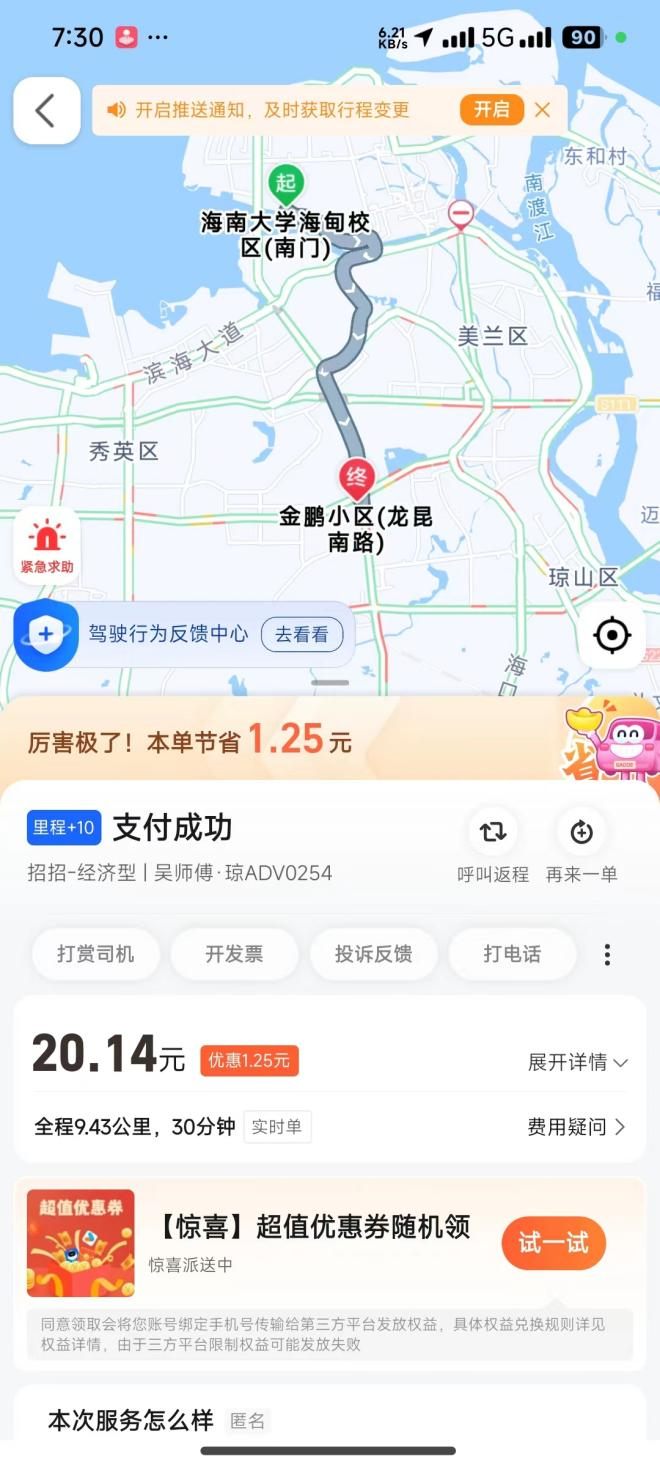 7:30 ··· 6.21 KB/s 5G 90
开启推送通知，及时获取行程变更 开启
东和村
南渡江
起
海南大学海甸校
区(南门)
福
美兰区
滨海大道
S111
秀英区
终
金鹏小区(龙昆
南路)
迈
紧急求助
琼山区
驾驶行为反馈中心 去看看
海口
厉害极了！本单节省1.25元
省
里程+10 支付成功
招招-经济型 | 吴师傅·琼ADV0254
呼叫返程 再来一单
打赏司机 开发票 投诉反馈 打电话
20.14元 优惠1.25元 展开详情
全程9.43公里，30分钟 实时单 费用疑问
超值优惠券
【惊喜】超值优惠券随机领
惊喜派送中
试一试
同意领取会将您账号绑定手机号传输给第三方平台发放权益，具体权益兑换规则详见
权益详情，由于三方平台限制权益可能发放失败
本次服务怎么样 匿名